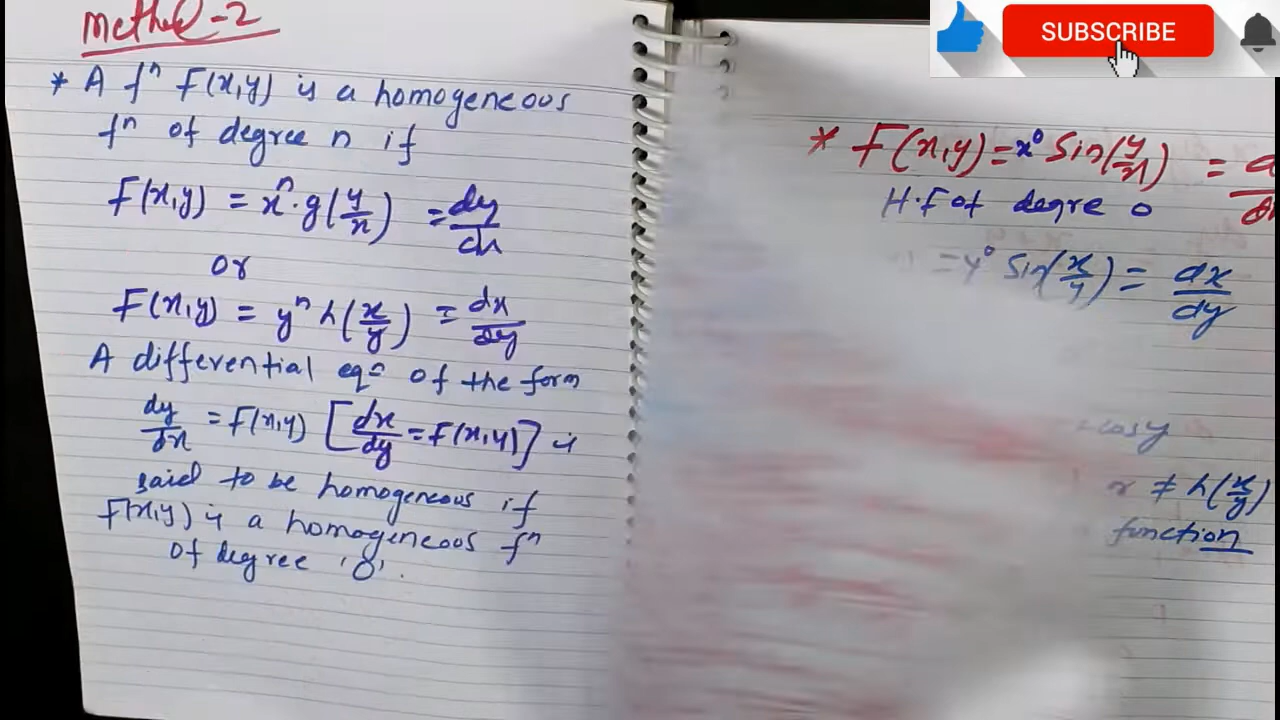 Method-2
* A fⁿ F(x,y) is a homogeneous
fⁿ of degree n if
F(x,y) = xⁿ.g(y/x) = dy/dx
or
F(x,y) = yⁿ h(x/y) = dx/dy
A differential eqⁿ of the form
dy/dx = F(x,y) [dx/dy = F(x,y)] is
said to be homogeneous if
F(x,y) is a homogeneous fⁿ
of degree '0'.
SUBSCRIBE
* F(x,y) = x⁰ Sin(y/x) =
H.F of degre 0
= y⁰ Sin(x/y) = dx/dy
= cosy
≠ h(x/y)
function